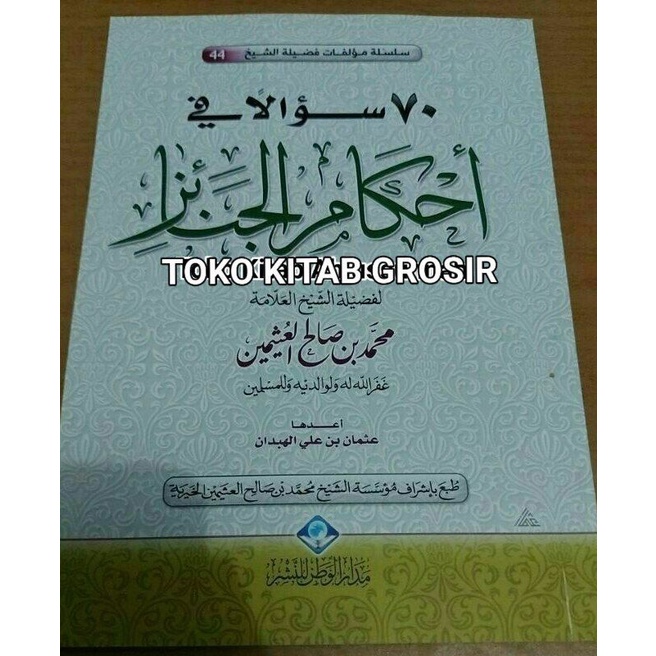 سلسلة مؤلفات فضيلة الشيخ 44
٧٠ سؤالاً في
أحكام الجنائز
TOKO KITAB GROSIR
لفضيلة الشيخ العلامة
محمد بن صالح العثيمين
غفر الله له ولوالديه وللمسلمين
أعدها
عثمان بن علي الهبدان
طبع بإشراف مؤسسة الشيخ محمد بن صالح العثيمين الخيرية
مدار الوطن للنشر